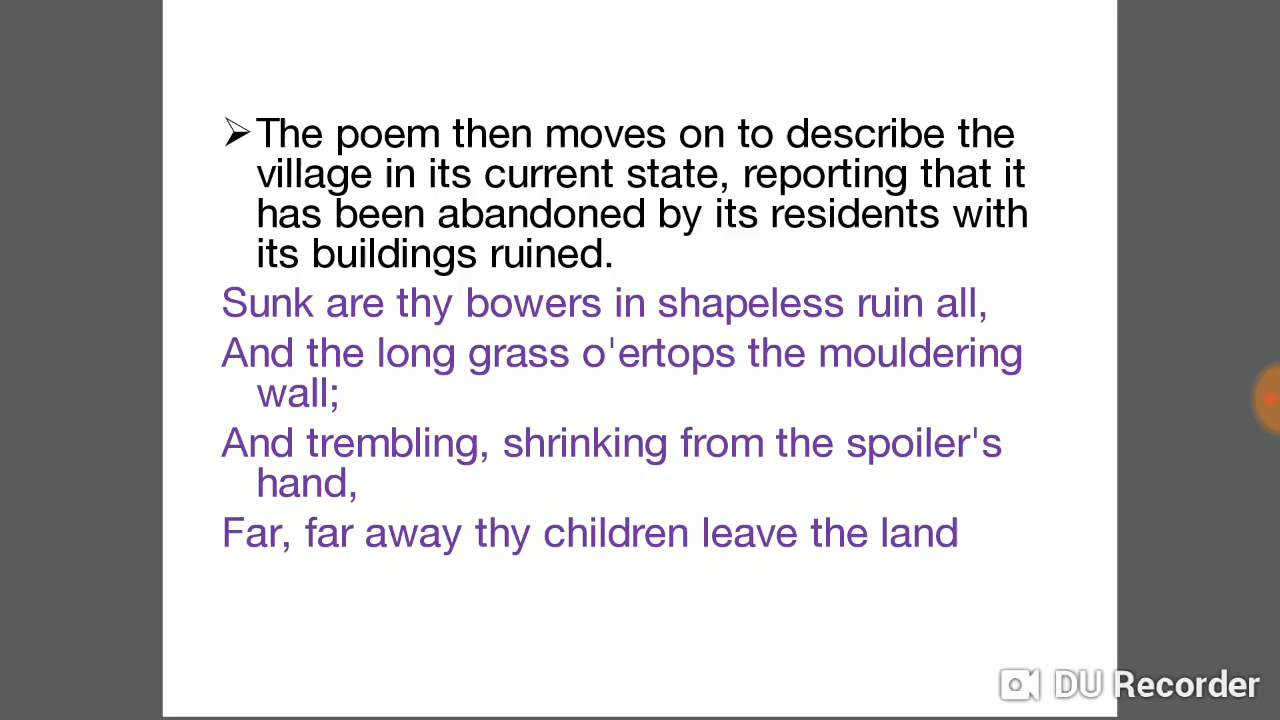 ➢The poem then moves on to describe the
village in its current state, reporting that it
has been abandoned by its residents with
its buildings ruined.
Sunk are thy bowers in shapeless ruin all,
And the long grass o'ertops the mouldering
wall;
And trembling, shrinking from the spoiler's
hand,
Far, far away thy children leave the land
DU Recorder